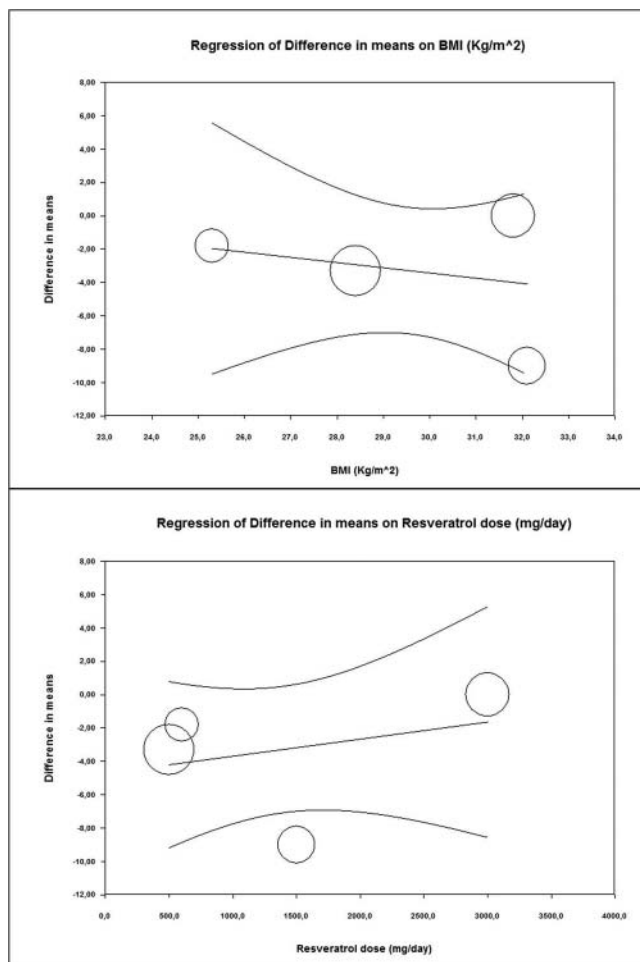 Regression of Difference in means on BMI (Kg/m^2)
8,00
6,00
4,00
2,00
0,00
-2,00
-4,00
-6,00
-8,00
-10,00
-12,00
Difference in means
23,0 24,0 25,0 26,0 27,0 28,0 29,0 30,0 31,0 32,0 33,0 34,0
BMI (Kg/m^2)
Regression of Difference in means on Resveratrol dose (mg/day)
8,00
6,00
4,00
2,00
0,00
-2,00
-4,00
-6,00
-8,00
-10,00
-12,00
Difference in means
0,0 500,0 1000,0 1500,0 2000,0 2500,0 3000,0 3500,0 4000,0
Resveratrol dose (mg/day)